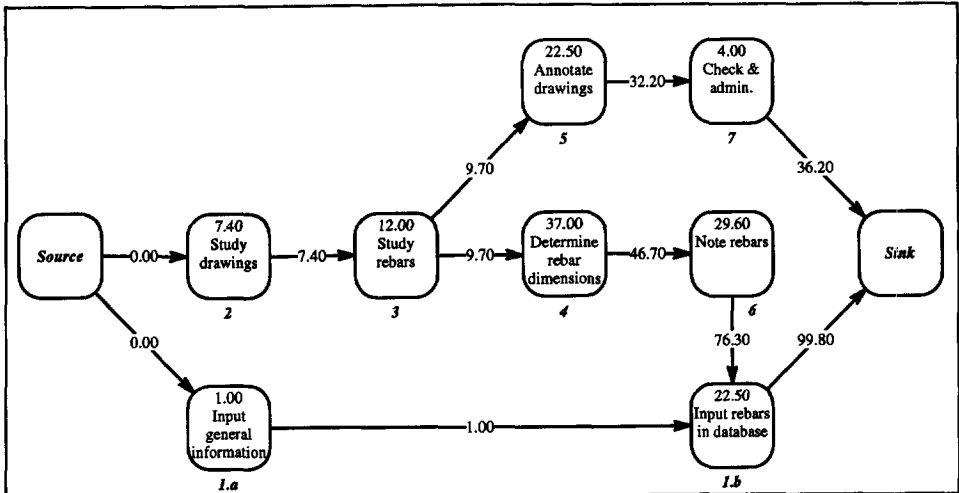 22.50
Annotate
drawings
32.20
4.00
Check &
admin.
5
7
9.70
36.20
Source
0.00
7.40
Study
drawings
7.40
12.00
Study
rebars
9.70
37.00
Determine
rebar
dimensions
46.70
29.60
Note rebars
Sink
2
3
4
6
0.00
76.30
99.80
1.00
Input
general
information
1.00
22.50
Input rebars
in database
1.a
1.b